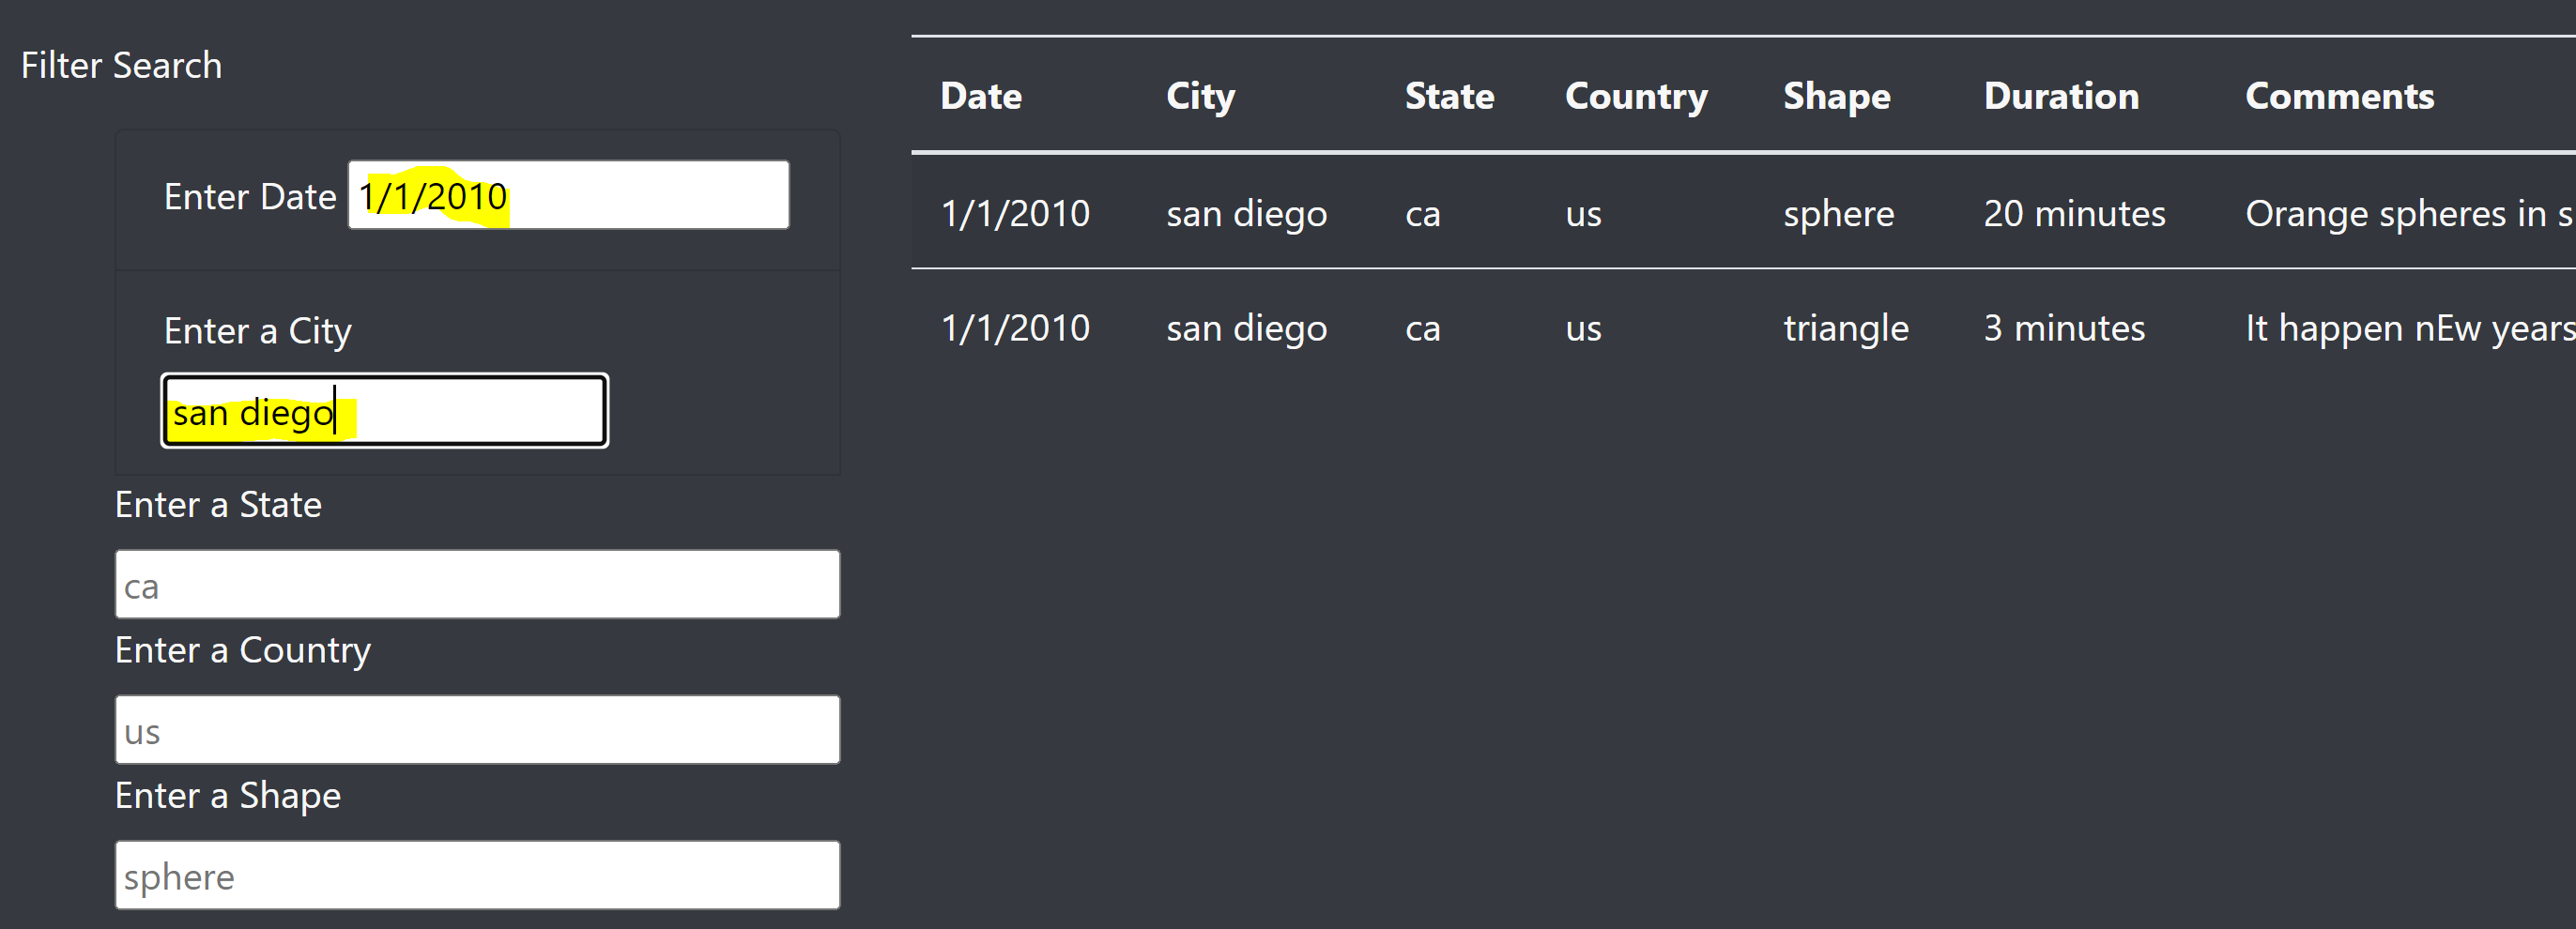 Filter Search
Enter Date 1/1/2010
Enter a City
san diego
Enter a State
ca
Enter a Country
us
Enter a Shape
sphere
Date City State Country Shape Duration Comments
1/1/2010 san diego ca us sphere 20 minutes Orange spheres in s
1/1/2010 san diego ca us triangle 3 minutes It happen nEw years